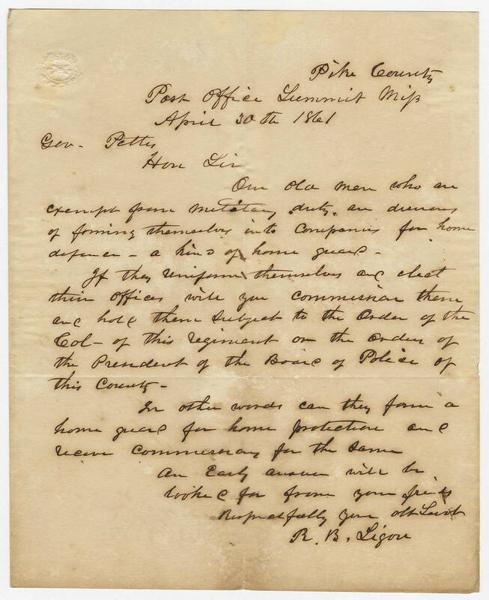 Pike County
Post Office Summit Miſs
April 30th 1861
Gov. Pettus
Hon Sir
Our old men who are
exempt from military duty are desirous
of forming themselves into Companies for home
defence - a kind of home guard.
If they Uniform themselves and elect
their offices will you commission them
and hold them subject to the Order of the
Col - of this regiment or the Order of
the President of the Board of Police of
this County -
In other words can they form a
home guard for home protection and
receive Commissions for the same
An Early answer will be
looked for from your friend
Respectfully your obt Servt
R. B. Ligon